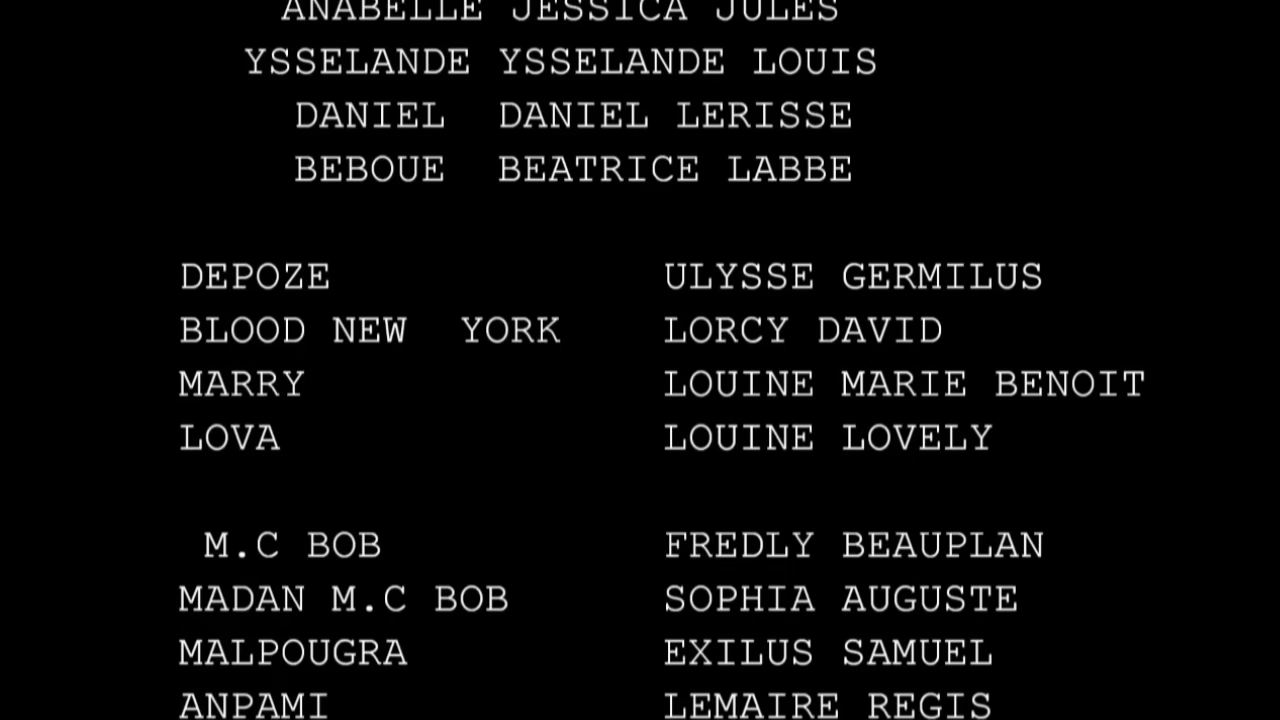 ANABELLE JESSICA JULES
YSSELANDE YSSELANDE LOUIS
DANIEL DANIEL LERISSE
BEBOUE BEATRICE LABBE
DEPOZE ULYSSE GERMILUS
BLOOD NEW YORK LORCY DAVID
MARRY LOUINE MARIE BENOIT
LOVA LOUINE LOVELY
M.C BOB FREDLY BEAUPLAN
MADAN M.C BOB SOPHIA AUGUSTE
MALPOUGRA EXILUS SAMUEL
ANPAMI LEMAIRE REGIS